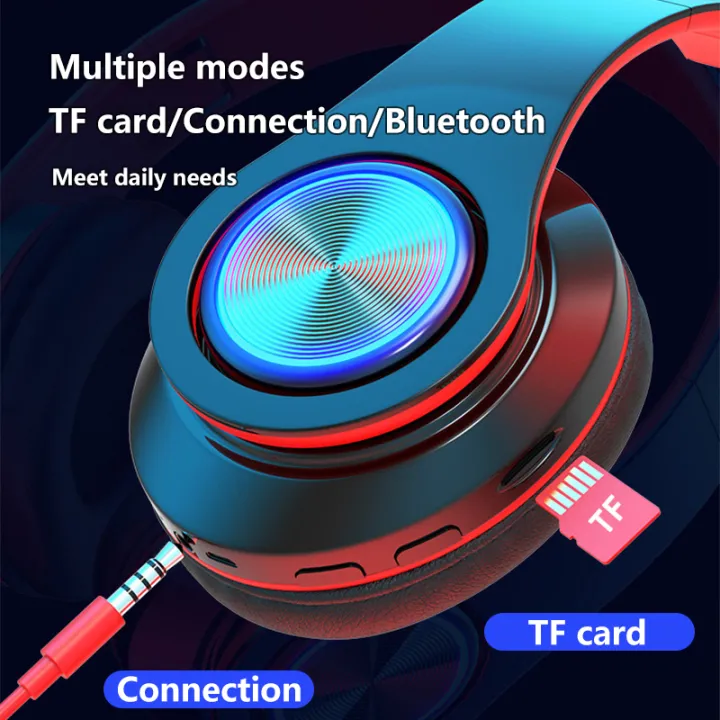 Multiple modes
TF card/Connection/Bluetooth
Meet daily needs
TF
TF card
Connection